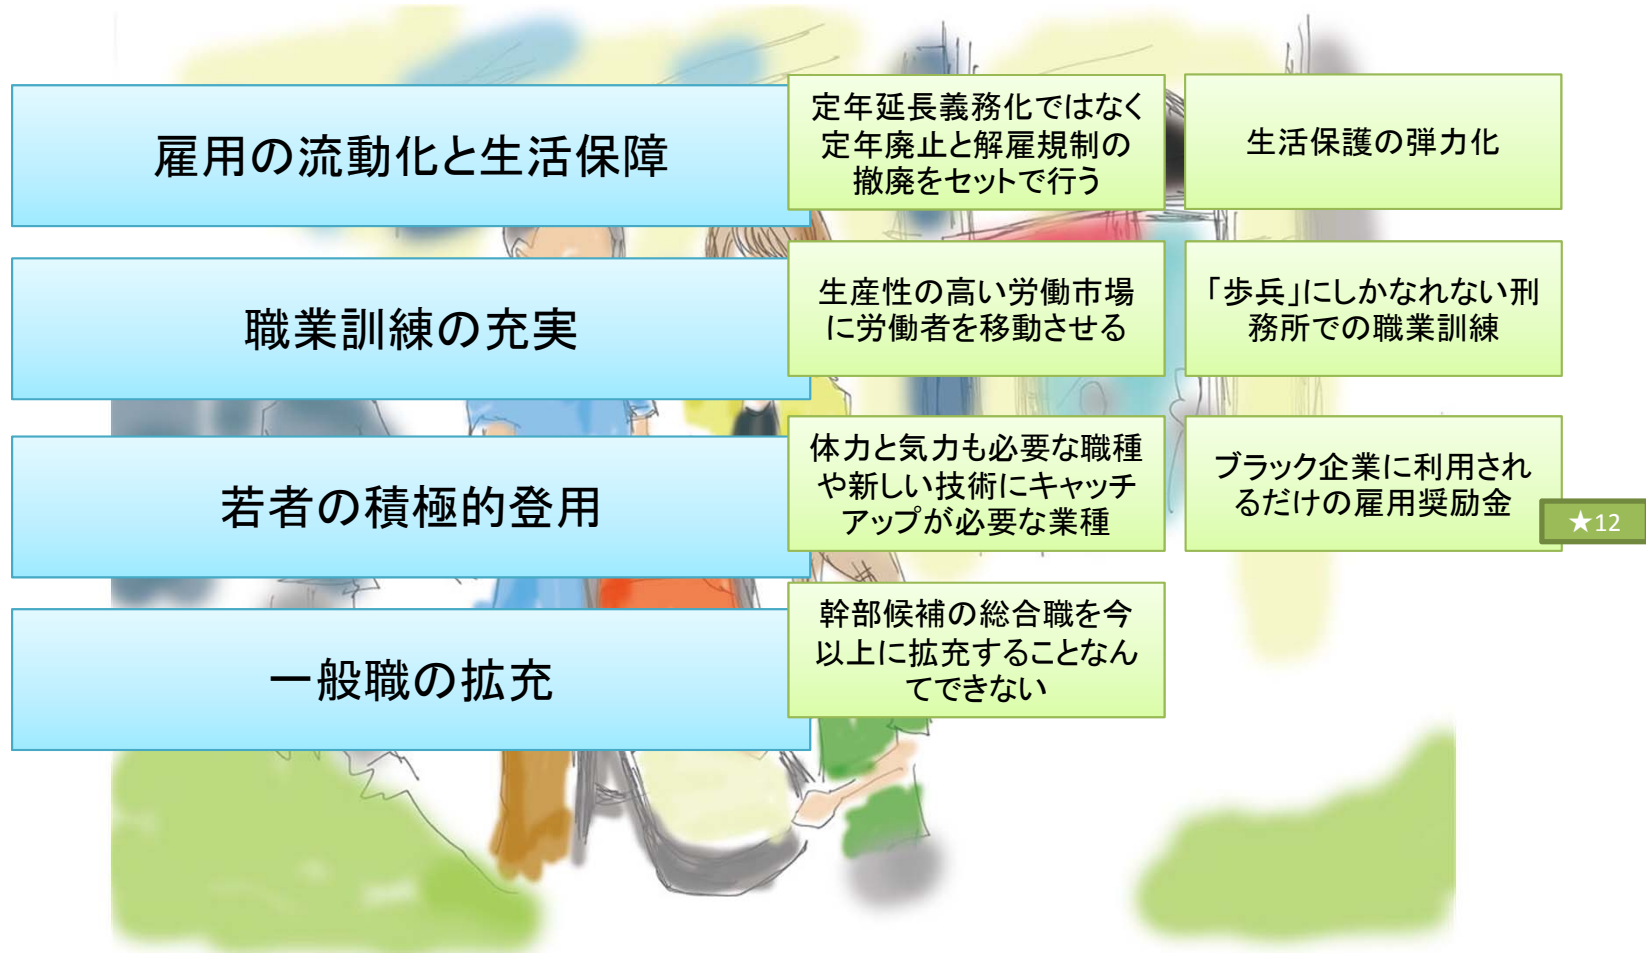 雇用の流動化と生活保障
定年延長義務化ではなく
定年廃止と解雇規制の
撤廃をセットで行う
生活保護の弾力化
職業訓練の充実
生産性の高い労働市場
に労働者を移動させる
「歩兵」にしかなれない刑
務所での職業訓練
若者の積極的登用
体力と気力も必要な職種
や新しい技術にキャッチ
アップが必要な業種
ブラック企業に利用され
るだけの雇用奨励金
★12
一般職の拡充
幹部候補の総合職を今
以上に拡充することなん
てできない